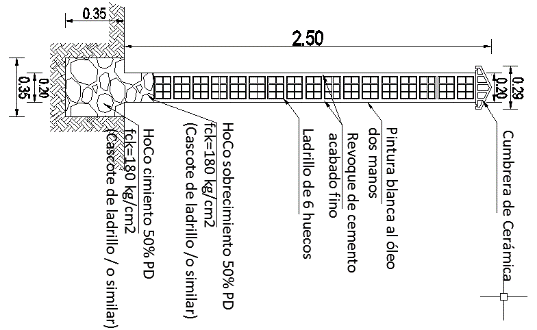 0.35
2.50
0.35
0.20
0.20
0.29
Cumbrera de Cerámica
Pintura blanca al óleo
dos manos
Revoque de cemento
acabado fino
Ladrillo de 6 huecos
HoCo sobrecimiento 50% PD
fck=180 kg/cm2
(Cascote de ladrillo /o similar)
HoCo cimiento 50% PD
fck=180 kg/cm2
(Cascote de ladrillo /o similar)